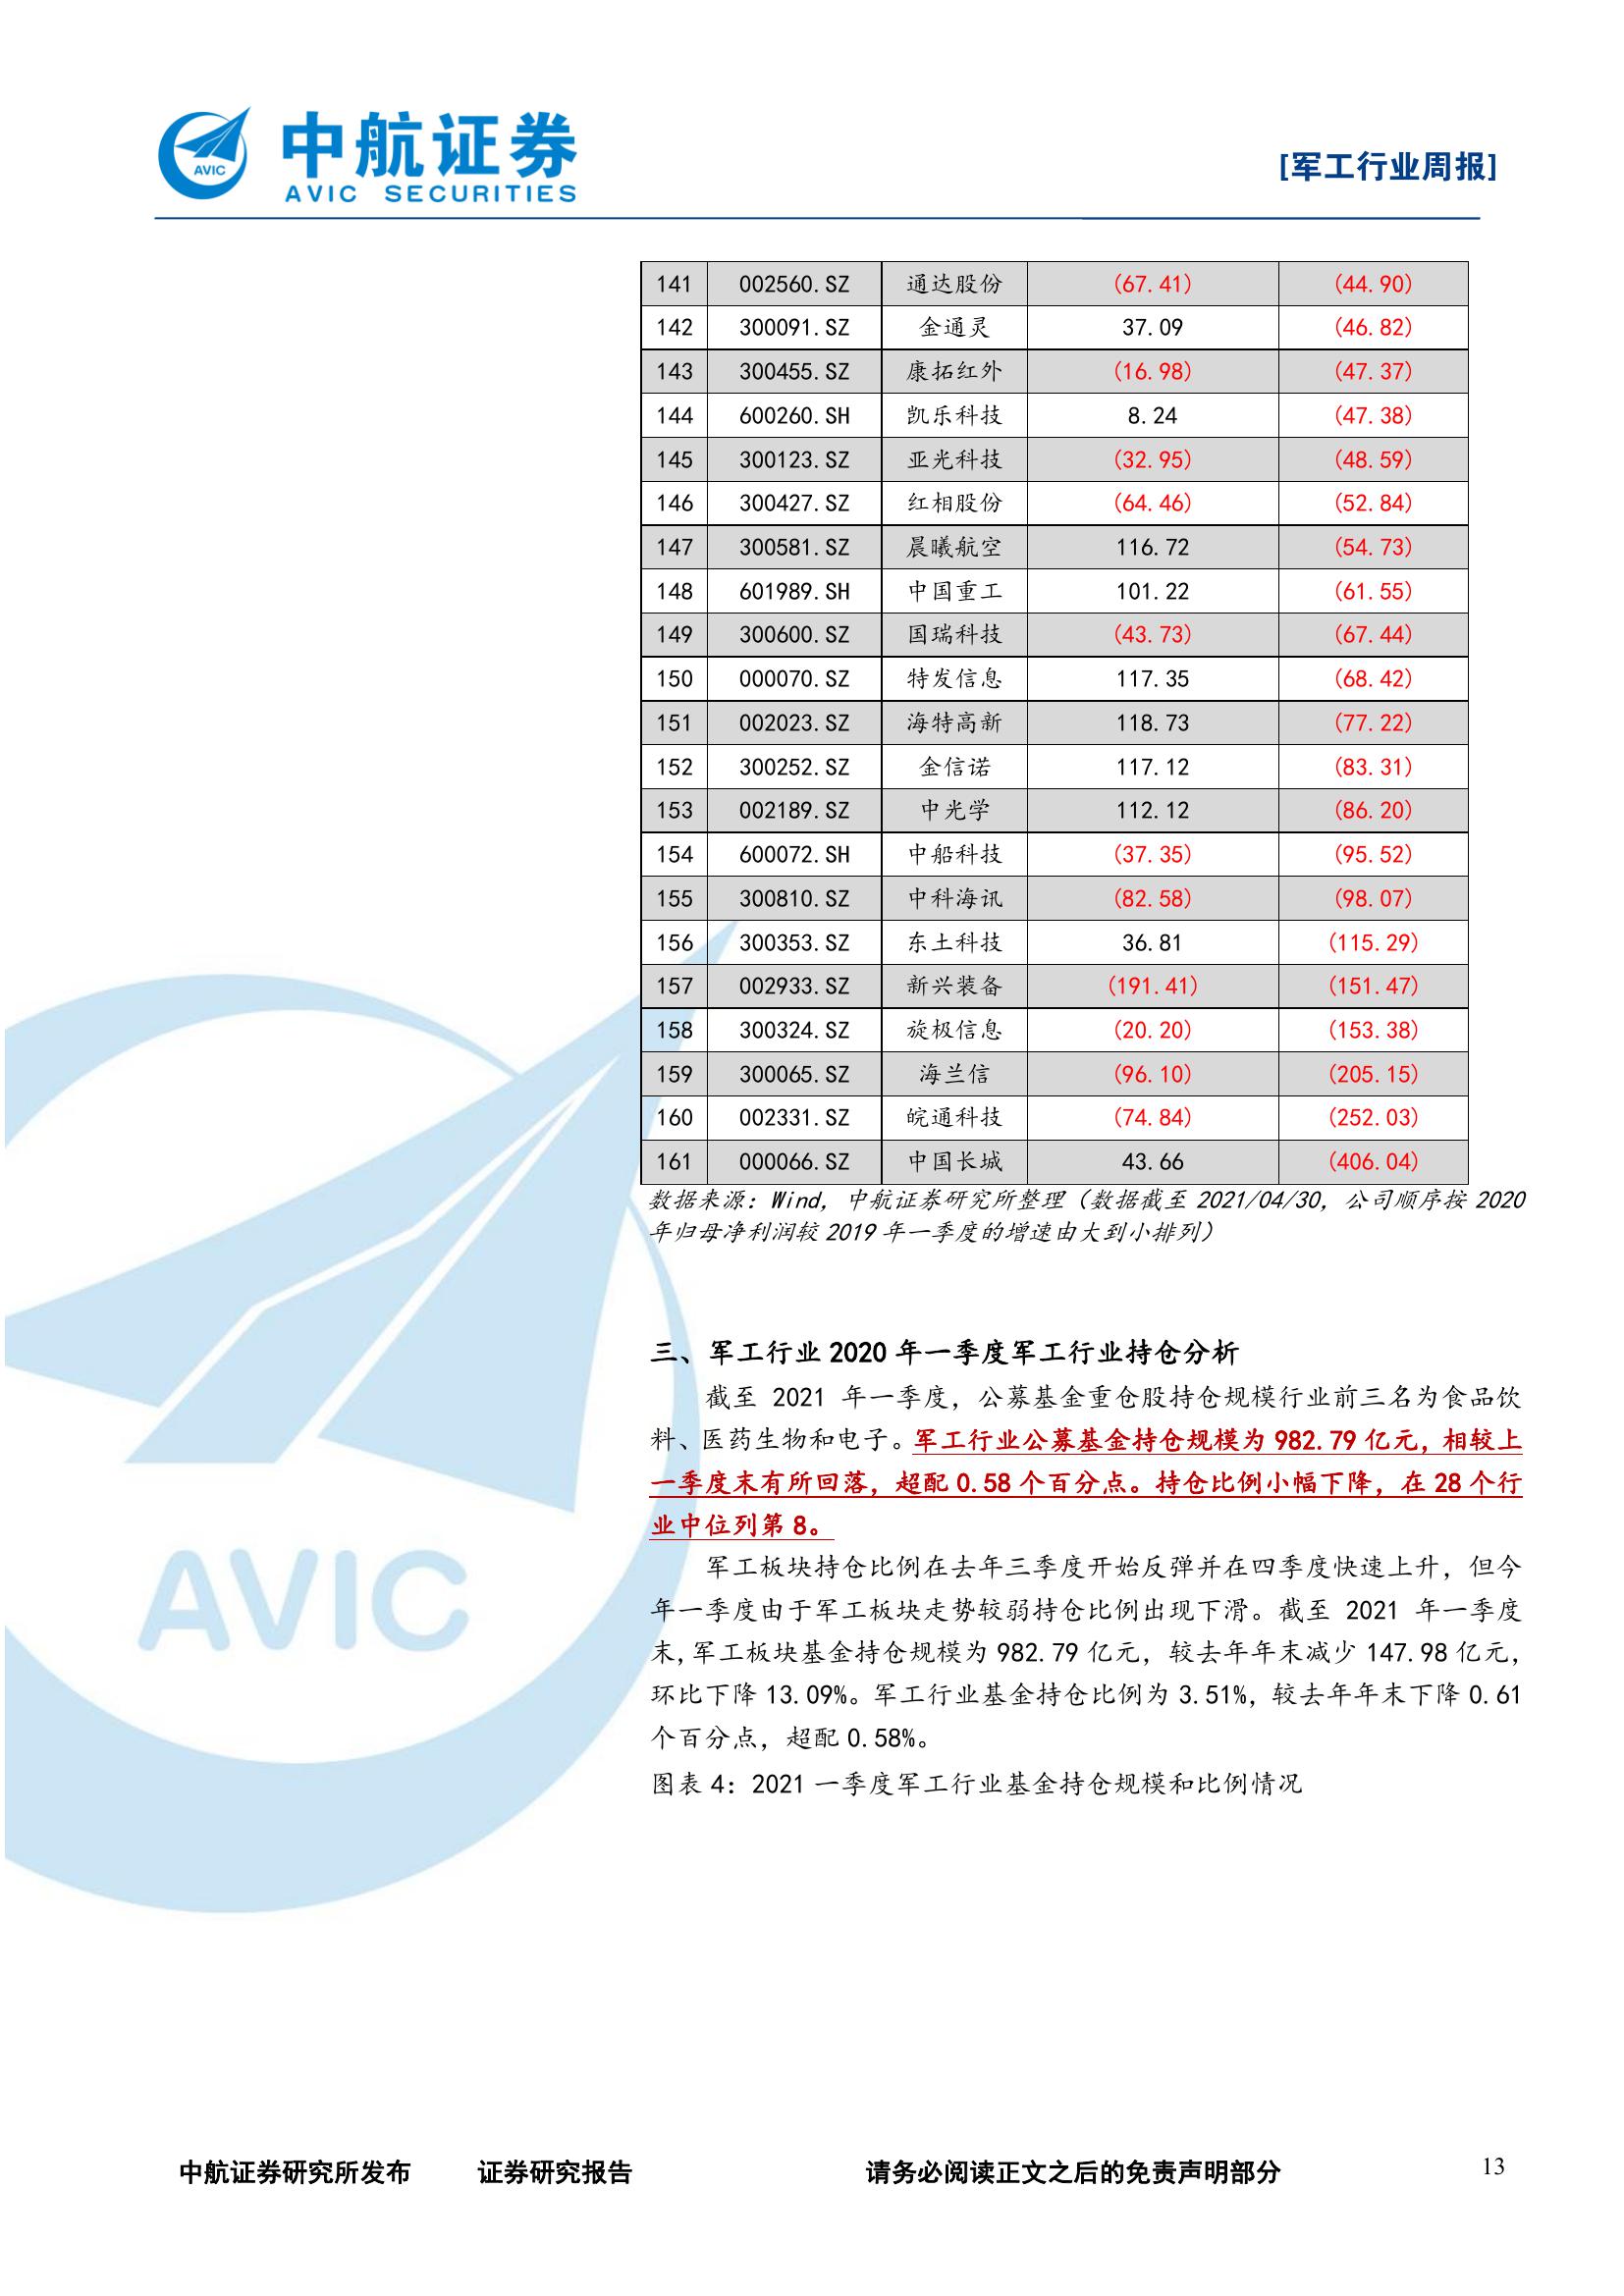 中航证券
AVIC SECURITIES
AVIC
[军工行业周报]
141 002560.SZ 通达股份 (67.41) (44.90)
142 300091.SZ 金通灵 37.09 (46.82)
143 300455.SZ 康拓红外 (16.98) (47.37)
144 600260.SH 凯乐科技 8.24 (47.38)
145 300123.SZ 亚光科技 (32.95) (48.59)
146 300427.SZ 红相股份 (64.46) (52.84)
147 300581.SZ 晨曦航空 116.72 (54.73)
148 601989.SH 中国重工 101.22 (61.55)
149 300600.SZ 国瑞科技 (43.73) (67.44)
150 000070.SZ 特发信息 117.35 (68.42)
151 002023.SZ 海特高新 118.73 (77.22)
152 300252.SZ 金信诺 117.12 (83.31)
153 002189.SZ 中光学 112.12 (86.20)
154 600072.SH 中船科技 (37.35) (95.52)
155 300810.SZ 中科海讯 (82.58) (98.07)
156 300353.SZ 东土科技 36.81 (115.29)
157 002933.SZ 新兴装备 (191.41) (151.47)
158 300324.SZ 旋极信息 (20.20) (153.38)
159 300065.SZ 海兰信 (96.10) (205.15)
160 002331.SZ 皖通科技 (74.84) (252.03)
161 000066.SZ 中国长城 43.66 (406.04)
数据来源：Wind，中航证券研究所整理（数据截至 2021/04/30，公司顺序按 2020
年归母净利润较 2019 年一季度的增速由大到小排列）
三、军工行业 2020 年一季度军工行业持仓分析
截至 2021 年一季度，公募基金重仓股持仓规模行业前三名为食品饮
料、医药生物和电子。军工行业公募基金持仓规模为 982.79 亿元，相较上
一季度末有所回落，超配 0.58 个百分点。持仓比例小幅下降，在 28 个行
业中位列第 8。
军工板块持仓比例在去年三季度开始反弹并在四季度快速上升，但今
年一季度由于军工板块走势较弱持仓比例出现下滑。截至 2021 年一季度
末,军工板块基金持仓规模为 982.79 亿元，较去年年末减少 147.98 亿元，
环比下降 13.09%。军工行业基金持仓比例为 3.51%，较去年年末下降 0.61
个百分点，超配 0.58%。
图表 4：2021 一季度军工行业基金持仓规模和比例情况
AVIC
中航证券研究所发布 证券研究报告 请务必阅读正文之后的免责声明部分 13